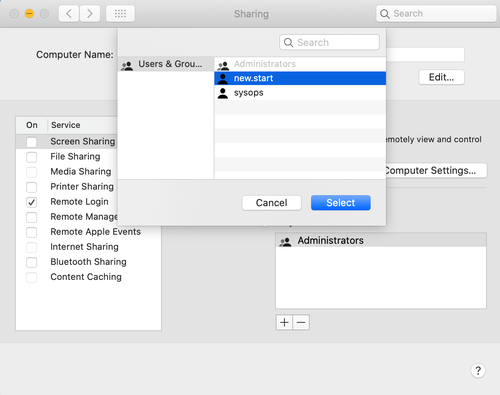 Sharing
Search
Computer Name:
Edit...
Search
Users & Grou...
Administrators
new.start
sysops
Cancel
Select
On Service
Screen Sharing
File Sharing
Media Sharing
Printer Sharing
Remote Login
Remote Manage
Remote Apple Events
Internet Sharing
Bluetooth Sharing
Content Caching
emotely view and control
Computer Settings...
Administrators
+ −
?